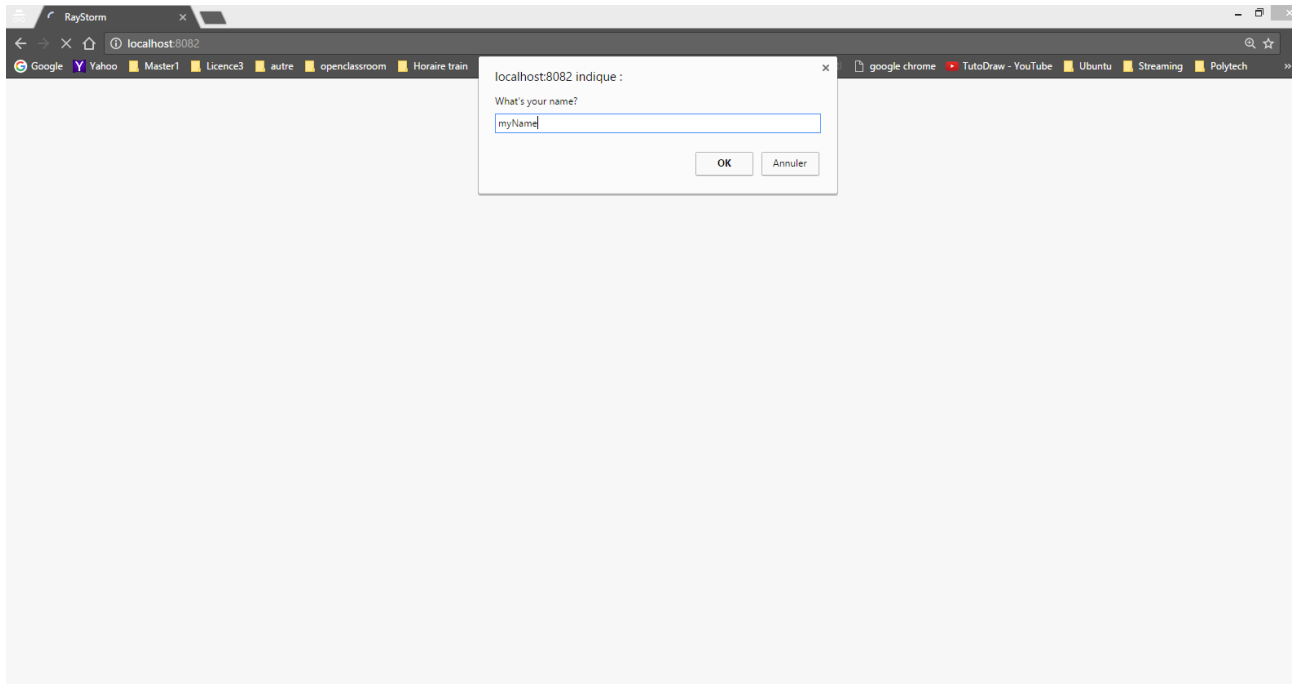 RayStorm
localhost:8082
Google Yahoo Master1 Licence3 autre openclassroom Horaire train google chrome TutoDraw - YouTube Ubuntu Streaming Polytech »
localhost:8082 indique :
What's your name?
myName
OK Annuler